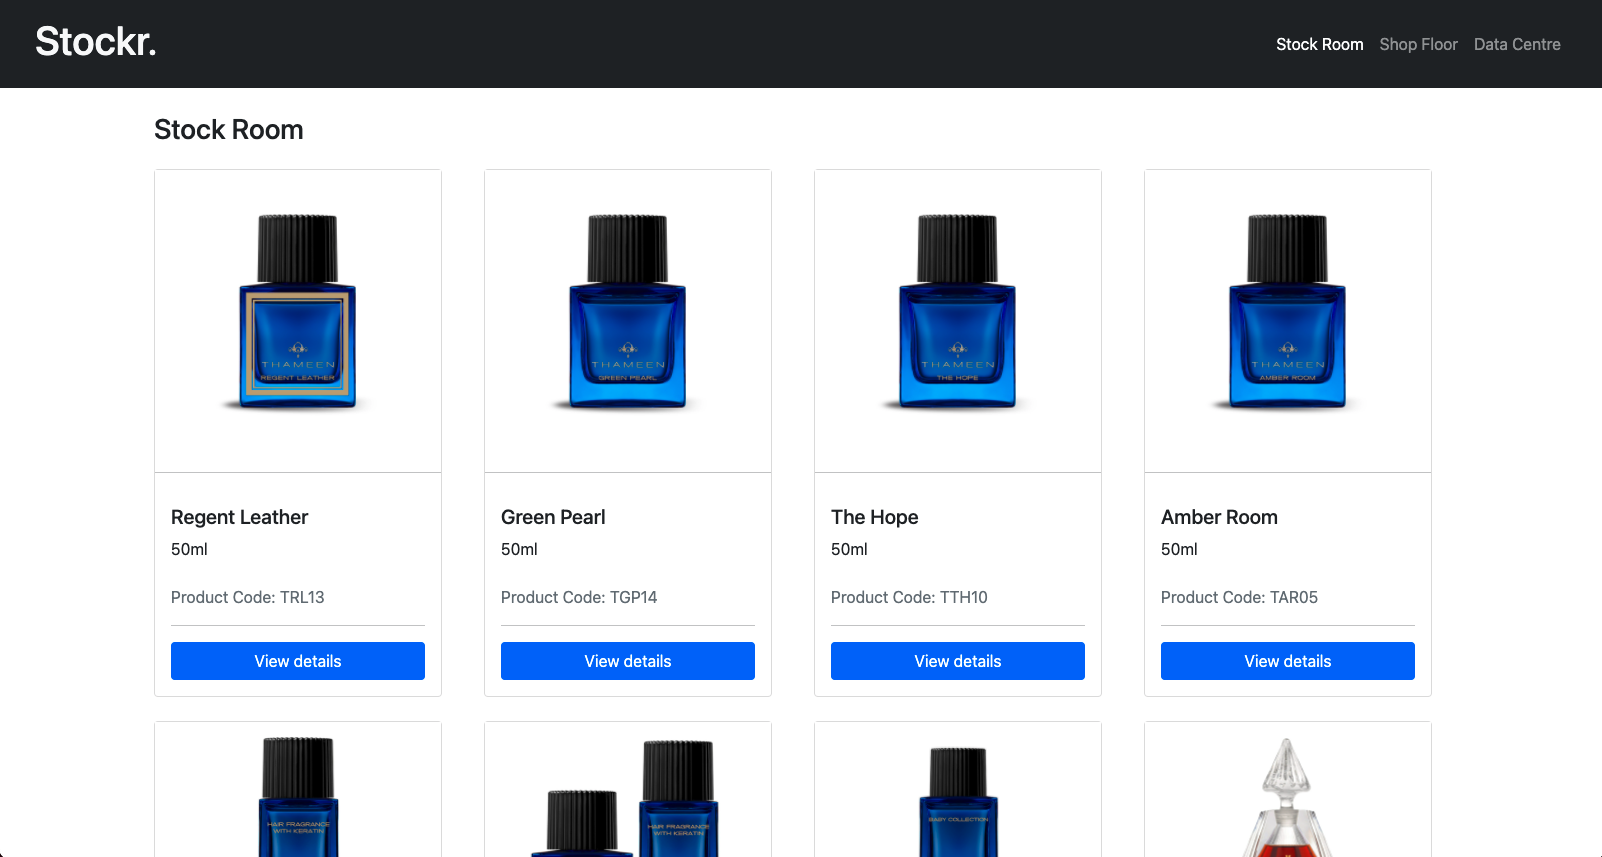 Stockr.
Stock Room Shop Floor Data Centre
Stock Room
THAMEEN
REGENT LEATHER
THAMEEN
GREEN PEARL
THAMEEN
THE HOPE
THAMEEN
AMBER ROOM
Regent Leather
50ml
Product Code: TRL13
View details
Green Pearl
50ml
Product Code: TGP14
View details
The Hope
50ml
Product Code: TTH10
View details
Amber Room
50ml
Product Code: TAR05
View details
HAIR FRAGRANCE
WITH KERATIN
HAIR FRAGRANCE
WITH KERATIN
BABY COLLECTION